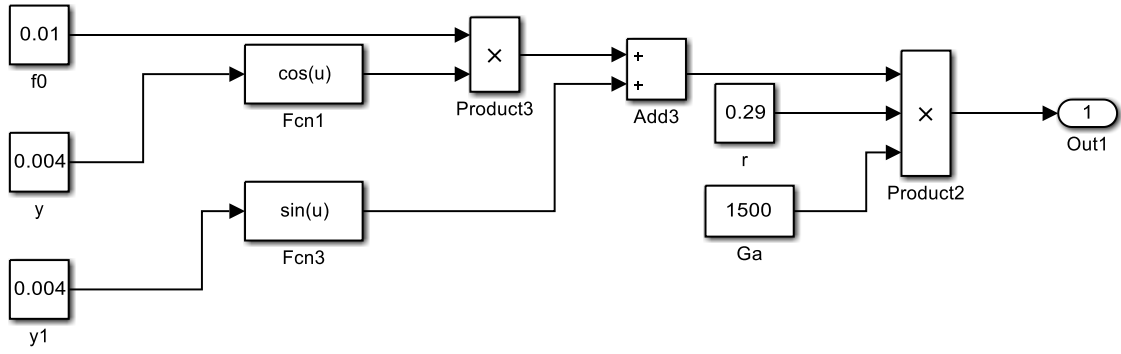 0.01
f0
cos(u)
Fcn1
×
Product3
+
+
Add3
0.29
r
×
Product2
1
Out1
0.004
y
sin(u)
Fcn3
1500
Ga
0.004
y1